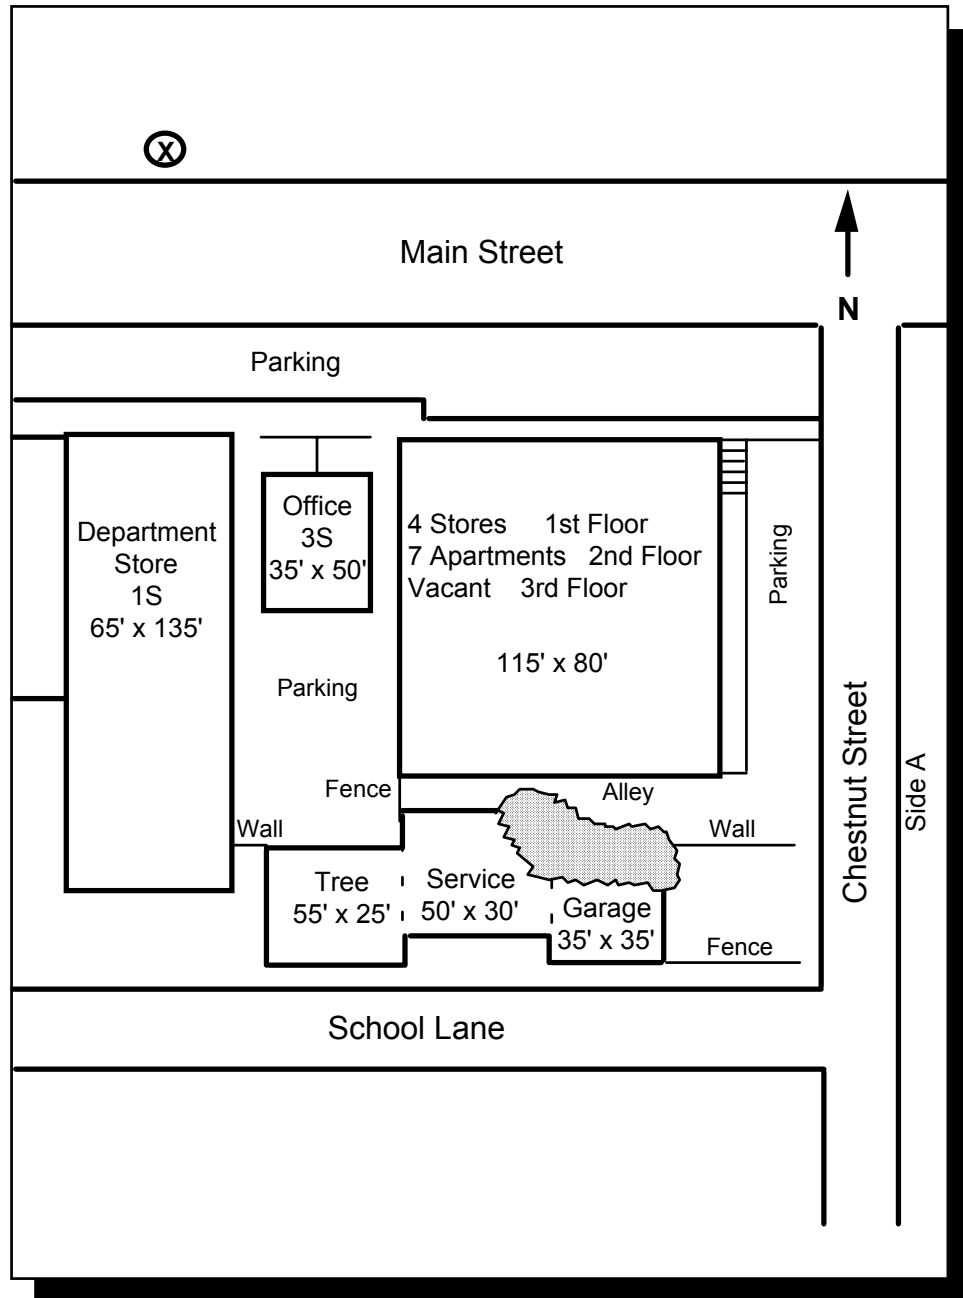 X
Main Street
N
Parking
Department
Store
1S
65' x 135'
Office
3S
35' x 50'
4 Stores 1st Floor
7 Apartments 2nd Floor
Vacant 3rd Floor
115' x 80'
Parking
Parking
Fence
Alley
Wall
Wall
Tree
55' x 25'
Service
50' x 30'
Garage
35' x 35'
Fence
Chestnut Street
Side A
School Lane